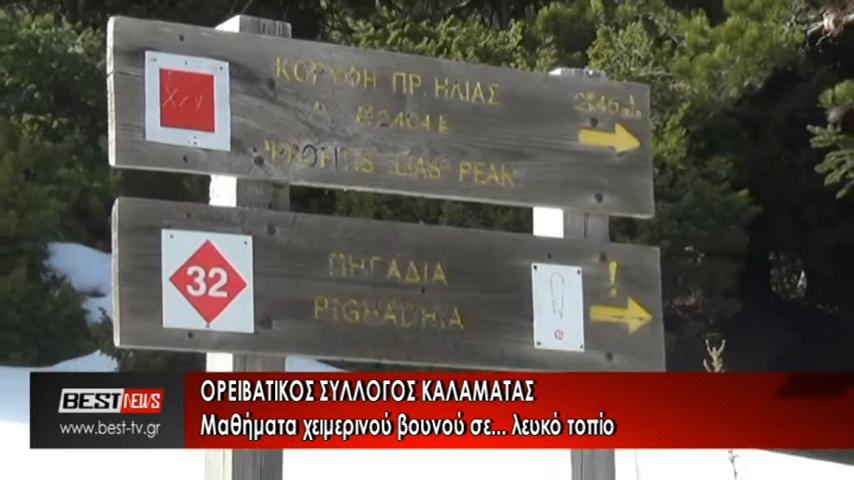 ΚΟΡΥΦΗ ΠΡ. ΗΛΙΑΣ
2404
PROFITIS ILIAS PEAK
32
ΠΗΓΑΔΙΑ
PIGHADHIA
!
BEST NEWS
www.best-tv.gr
ΟΡΕΙΒΑΤΙΚΟΣ ΣΥΛΛΟΓΟΣ ΚΑΛΑΜΑΤΑΣ
Μαθήματα χειμερινού βουνού σε... λευκό τοπίο